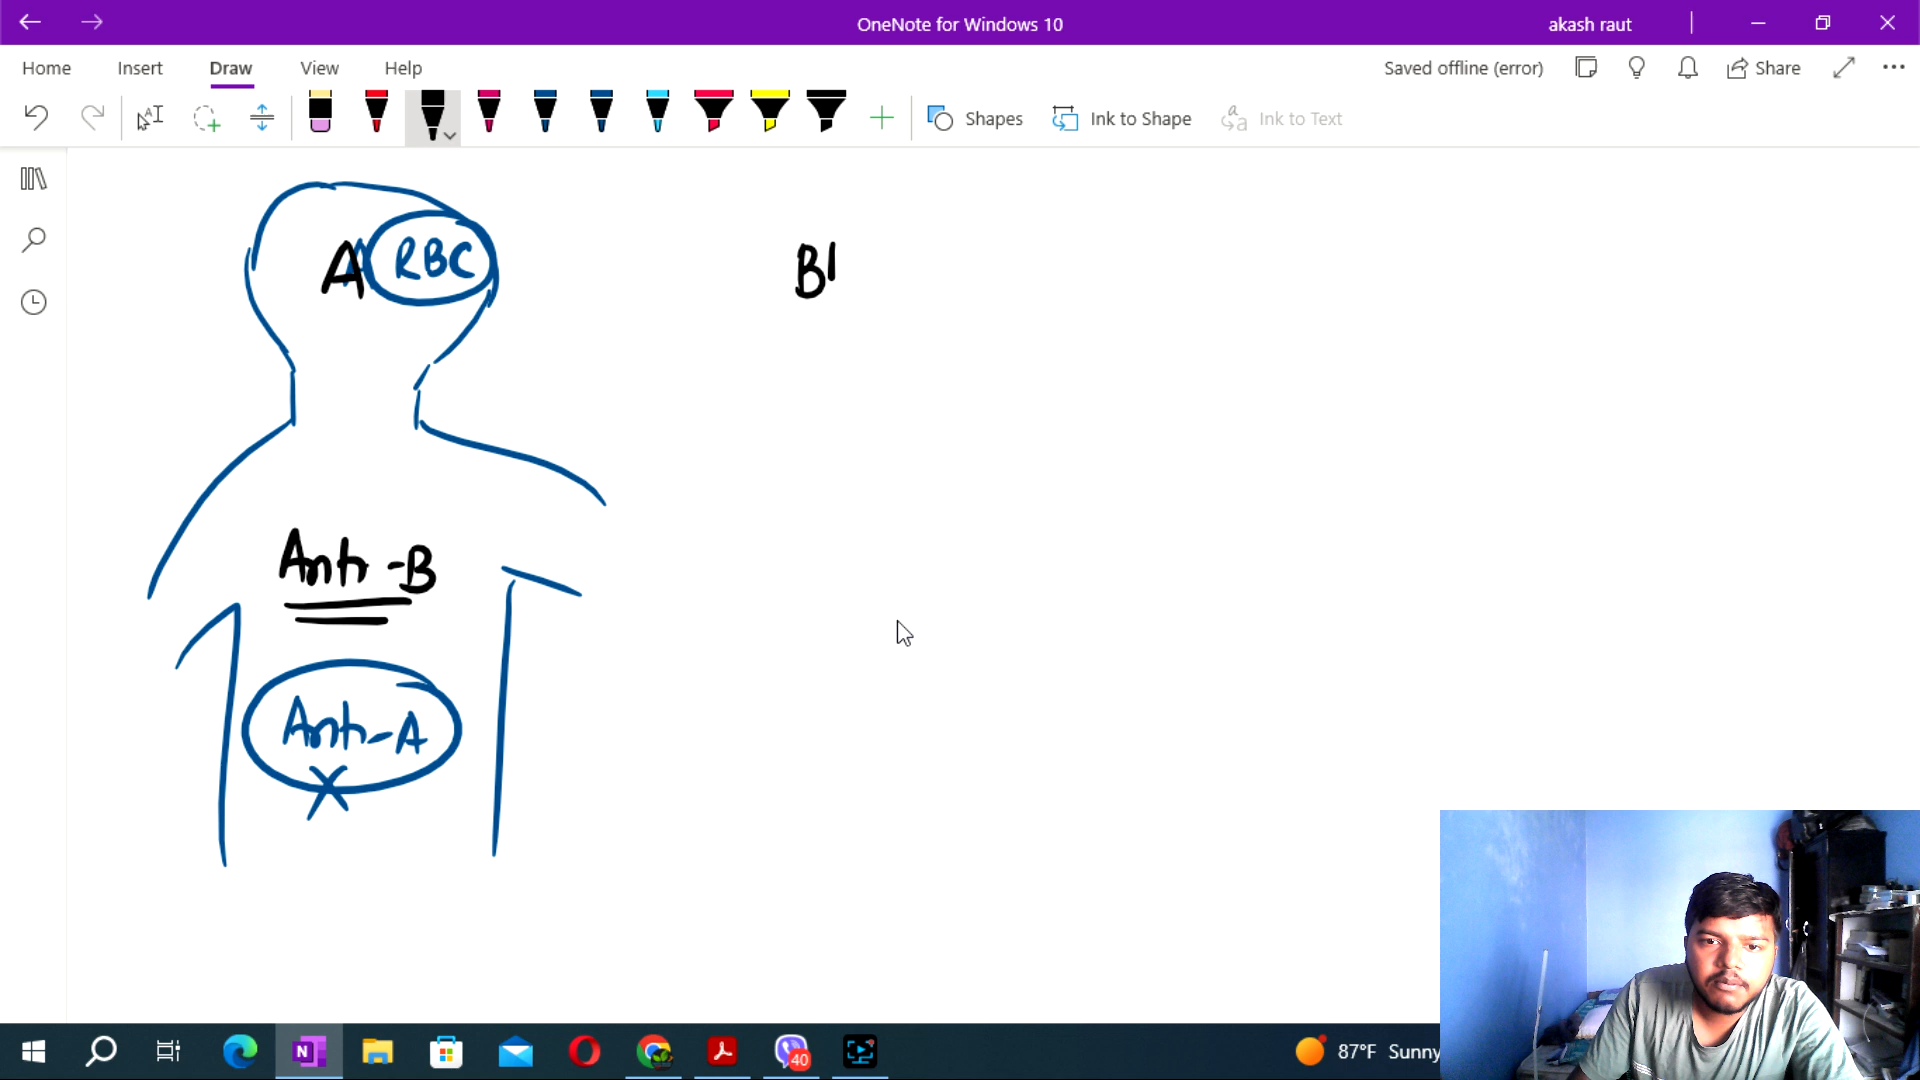 OneNote for Windows 10
akash raut
Home Insert Draw View Help
Saved offline (error)
Share
Shapes
Ink to Shape
Ink to Text
A RBC
Bl
Anti-B
Anti-A
X
40
87°F Sunny